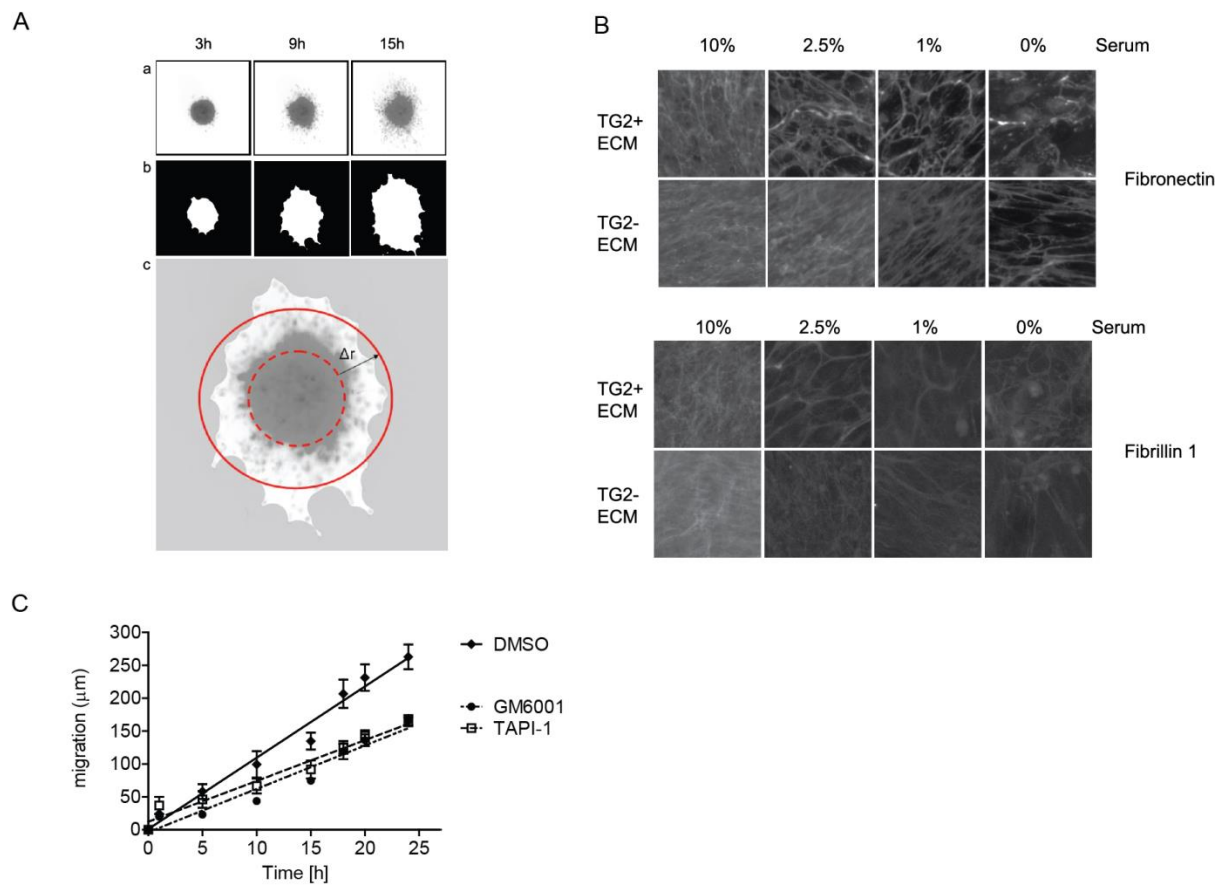 A
3h 9h 15h
a
b
c
Δr
B
10% 2.5% 1% 0% Serum
TG2+
ECM
TG2-
ECM
Fibronectin
10% 2.5% 1% 0% Serum
TG2+
ECM
TG2-
ECM
Fibrillin 1
C
migration (μm)
300
250
200
150
100
50
0
0 5 10 15 20 25
Time [h]
DMSO
GM6001
TAPI-1